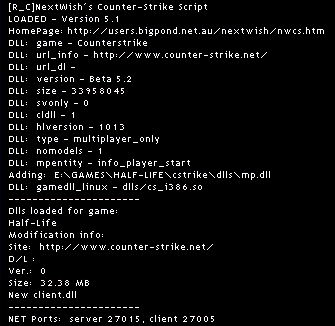 [R_C]NextWish's Counter-Strike Script
LOADED - Version 5.1
HomePage: http://users.bigpond.net.au/nextwish/nwcs.htm
DLL:  game - Counterstrike
DLL:  url_info - http://www.counter-strike.net/
DLL:  url_dl -
DLL:  version - Beta 5.2
DLL:  size - 33958045
DLL:  svonly - 0
DLL:  cldll - 1
DLL:  hlversion - 1013
DLL:  type - multiplayer_only
DLL:  nomodels - 1
DLL:  mpentity - info_player_start
Adding:  E:\GAMES\HALF-LIFE\cstrike\dlls\mp.dll
DLL:  gamedll_linux - dlls/cs_i386.so
----------------------
Dlls loaded for game:
Half-Life
Modification info:
Site:  http://www.counter-strike.net/
D/L :
Ver.:  0
Size:  32.38 MB
New client.dll
----------------------
NET Ports:  server 27015, client 27005